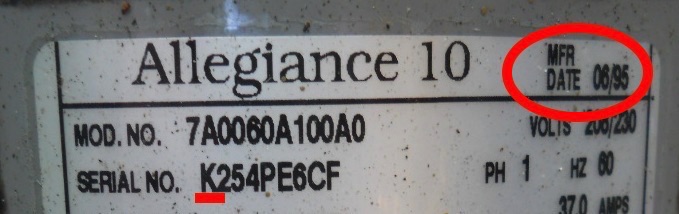 Allegiance 10
MFR
DATE 06/95
MOD. NO. 7A0060A100A0
VOLTS 208/230
SERIAL NO. K254PE6CF
PH 1 HZ 60
37.0 AMPS